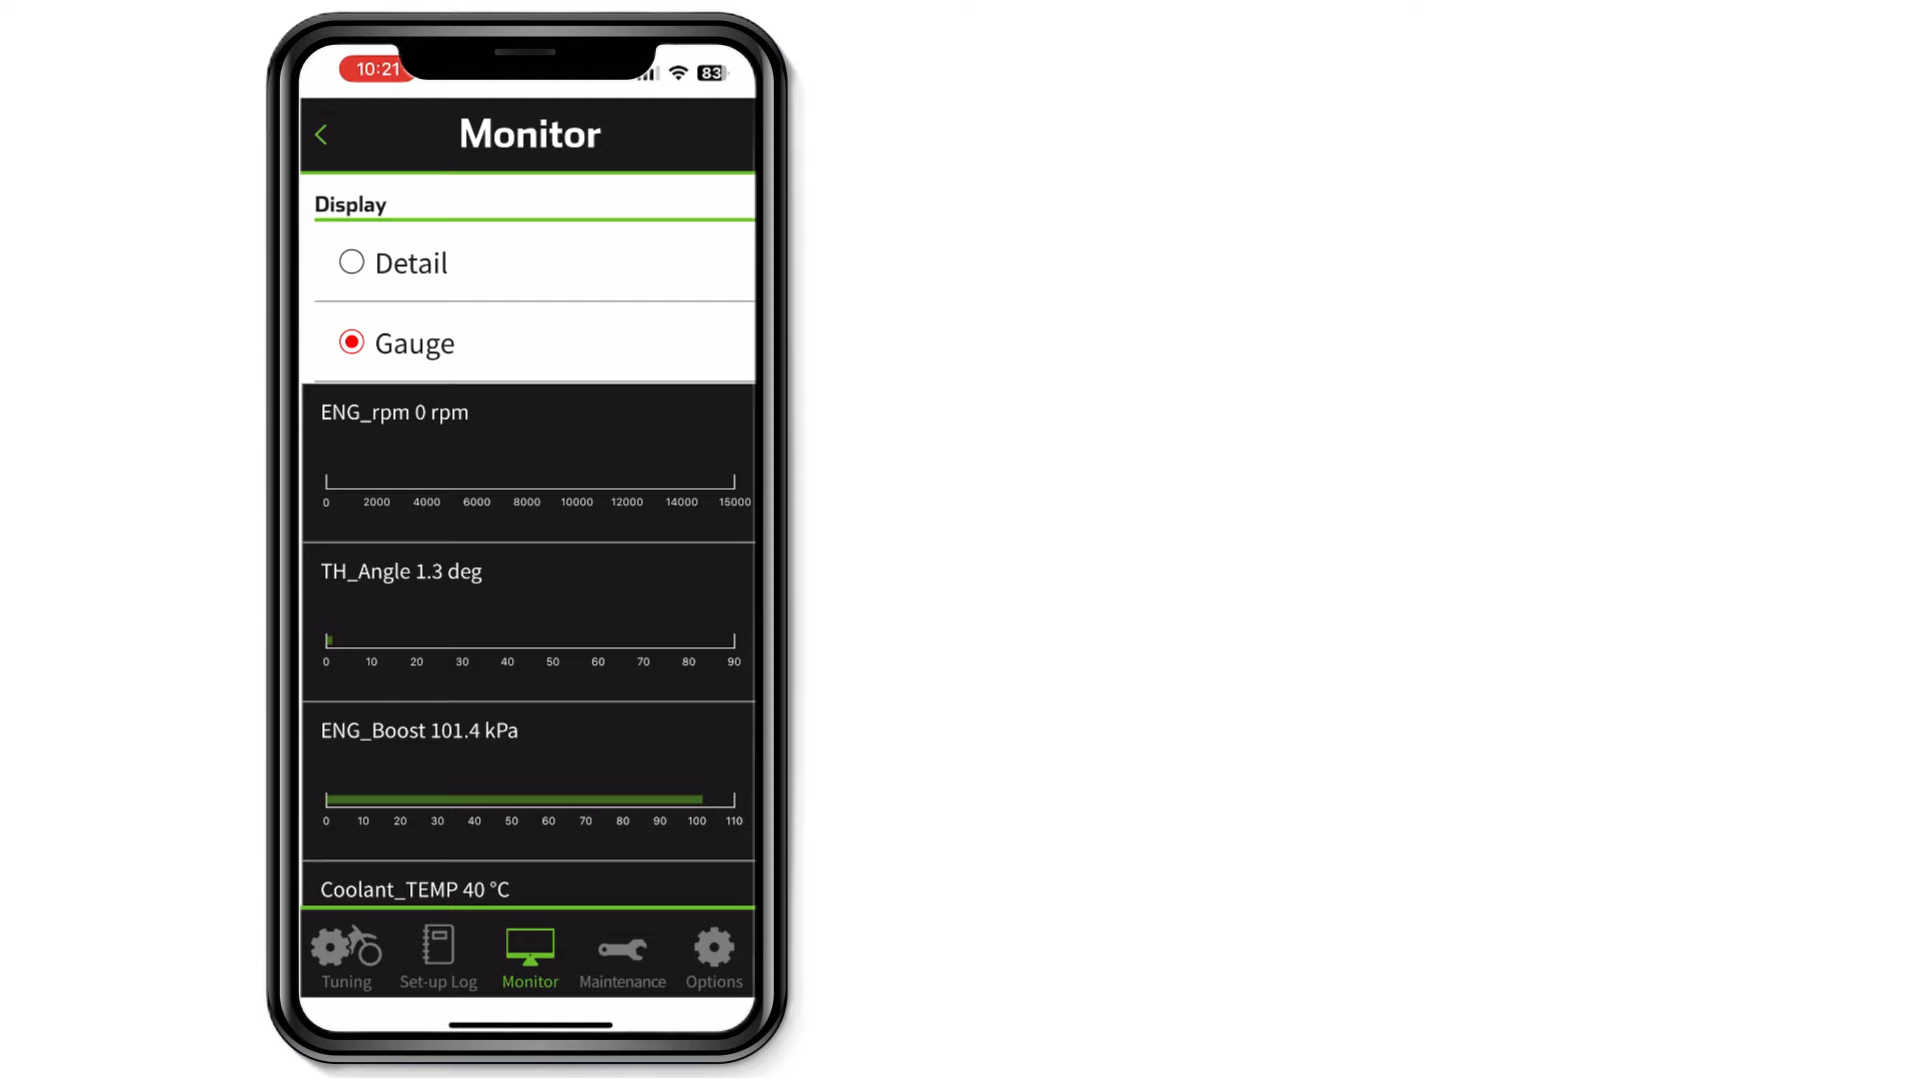 10:21
83
Monitor
Display
Detail
Gauge
ENG_rpm 0 rpm
0 2000 4000 6000 8000 10000 12000 14000 15000
TH_Angle 1.3 deg
0 10 20 30 40 50 60 70 80 90
ENG_Boost 101.4 kPa
0 10 20 30 40 50 60 70 80 90 100 110
Coolant_TEMP 40 °C
Tuning Set-up Log Monitor Maintenance Options